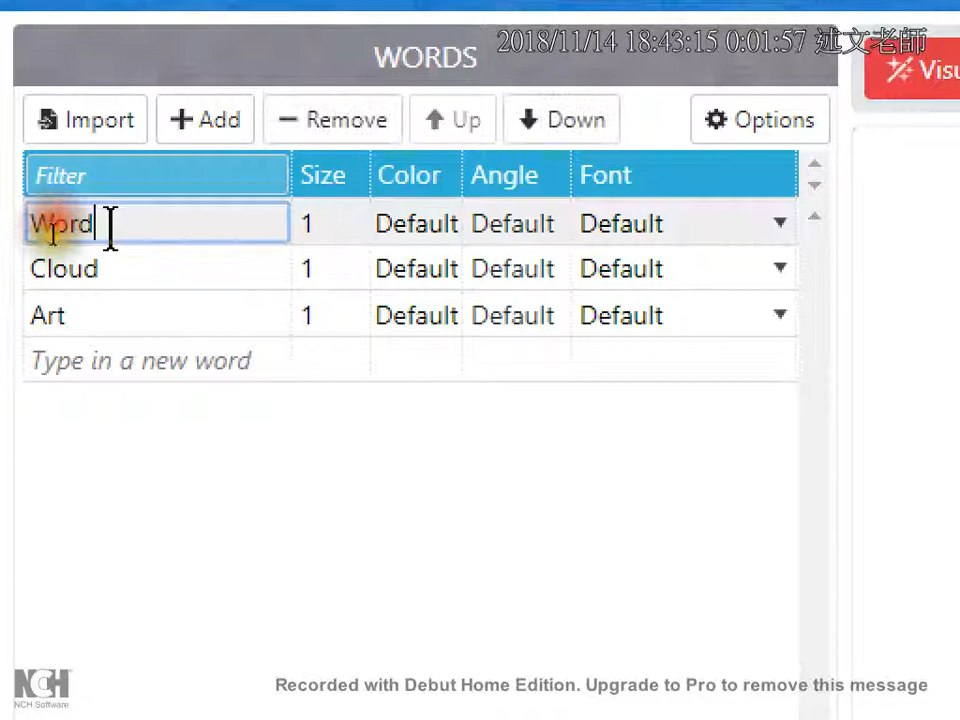 2018/11/14 18:43:15 0:01:57 述文老師
WORDS
Visu
Import Add Remove Up Down Options
Filter Size Color Angle Font
Word 1 Default Default Default
Cloud 1 Default Default Default
Art 1 Default Default Default
Type in a new word
NCH
NCH Software
Recorded with Debut Home Edition. Upgrade to Pro to remove this message